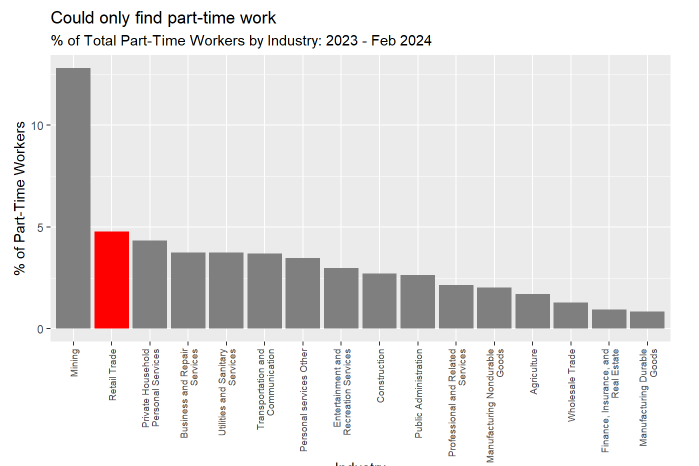 Could only find part-time work
% of Total Part-Time Workers by Industry: 2023 - Feb 2024
% of Part-Time Workers
10
5
0
Mining
Retail Trade
Private Household
Personal Services
Business and Repair
Services
Utilities and Sanitary
Services
Transportation and
Communication
Personal services Other
Entertainment and
Recreation Services
Construction
Public Administration
Professional and Related
Services
Manufacturing Nondurable
Goods
Agriculture
Wholesale Trade
Finance, Insurance, and
Real Estate
Manufacturing Durable
Goods
Industry